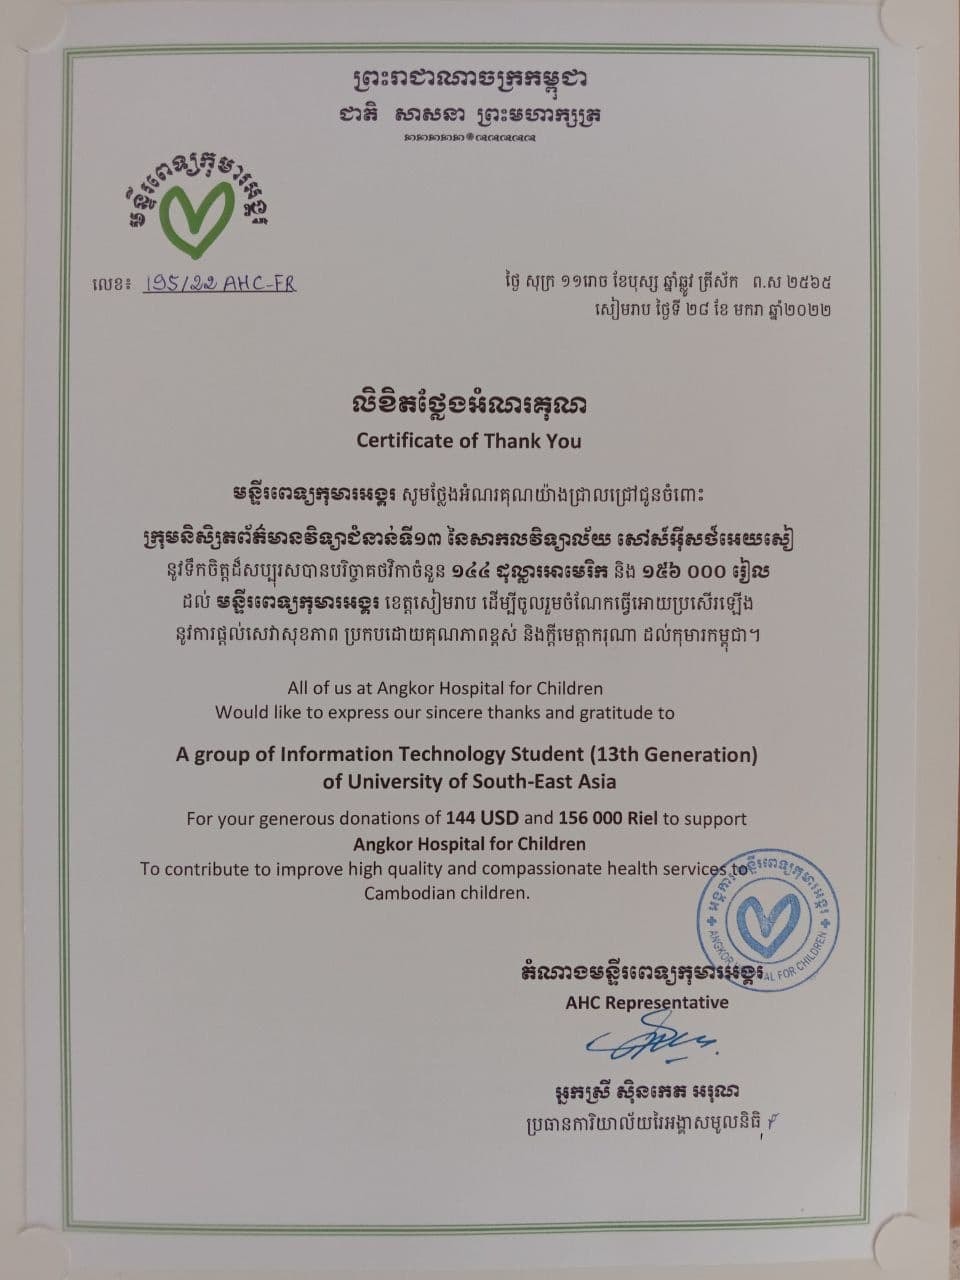 ព្រះរាជាណាចក្រកម្ពុជា
ជាតិ សាសនា ព្រះមហាក្សត្រ
មន្ទីរពេទ្យកុមារអង្គរ
លេខ៖ 195/22 AHC-FR
ថ្ងៃ សុក្រ ១១រោច ខែបុស្ស ឆ្នាំឆ្លូវ ត្រីស័ក ព.ស ២៥៦៥
សៀមរាប ថ្ងៃទី ២៨ ខែ មករា ឆ្នាំ២០២២
លិខិតថ្លែងអំណរគុណ
Certificate of Thank You
មន្ទីរពេទ្យកុមារអង្គរ សូមថ្លែងអំណរគុណយ៉ាងជ្រាលជ្រៅជូនចំពោះ
ក្រុមនិស្សិតព័ត៌មានវិទ្យាជំនាន់ទី១៣ នៃសាកលវិទ្យាល័យ សៅស៍អ៊ីសថ៍អេយសៀ
នូវទឹកចិត្តដ៏សប្បុរសបានបរិច្ចាគថវិកាចំនួន ១៤៤ ដុល្លារអាមេរិក និង ១៥៦ ០០០ រៀល
ដល់ មន្ទីរពេទ្យកុមារអង្គរ ខេត្តសៀមរាប ដើម្បីចូលរួមចំណែកធ្វើអោយប្រសើរឡើង
នូវការផ្តល់សេវាសុខភាព ប្រកបដោយគុណភាពខ្ពស់ និងក្តីមេត្តាករុណា ដល់កុមារកម្ពុជា។
All of us at Angkor Hospital for Children
Would like to express our sincere thanks and gratitude to
A group of Information Technology Student (13th Generation)
of University of South-East Asia
For your generous donations of 144 USD and 156 000 Riel to support
Angkor Hospital for Children
To contribute to improve high quality and compassionate health services to
Cambodian children.
អង្គការមន្ទីរពេទ្យកុមារអង្គរ
ANGKOR HOSPITAL FOR CHILDREN
តំណាងមន្ទីរពេទ្យកុមារអង្គរ
AHC Representative
អ្នកស្រី ស៊ិនកេត អរុណ
ប្រធានការិយាល័យរៃអង្គាសមូលនិធិ